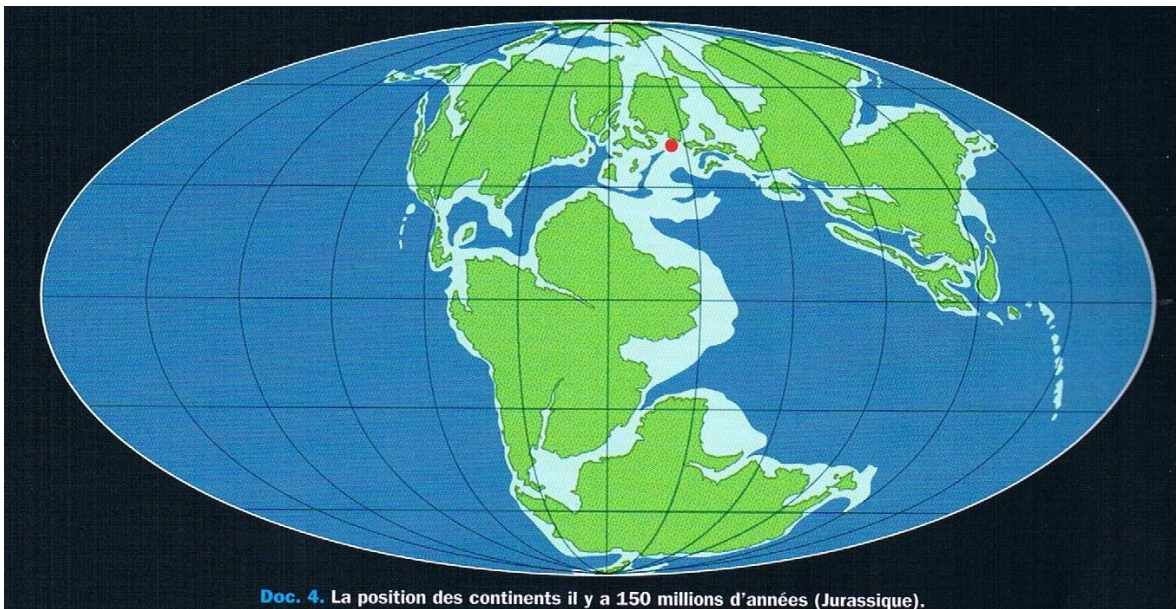 Doc. 4. La position des continents il y a 150 millions d'années (Jurassique).